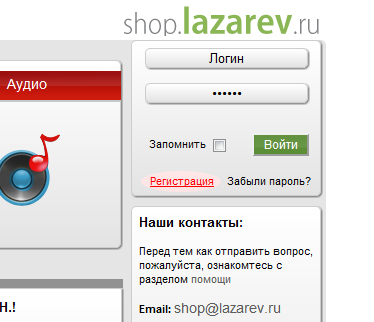 shop.lazarev.ru
Аудио
Логин
••••••
Запомнить
Войти
Регистрация Забыли пароль?
Наши контакты:
Перед тем как отправить вопрос,
пожалуйста, ознакомтесь с
разделом помощи
Н.!
Email: shop@lazarev.ru